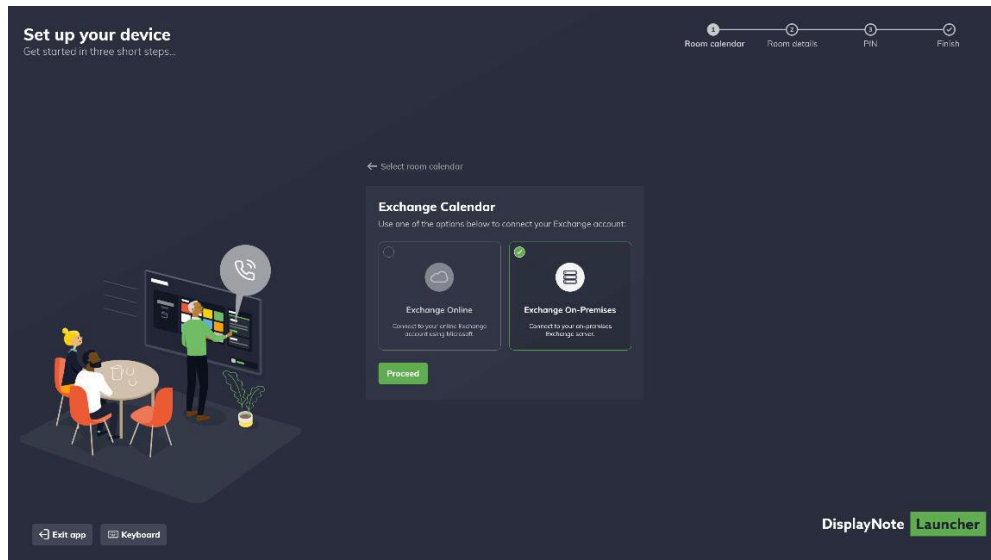 Set up your device
Get started in three short steps...
1
2
3
Room calendar
Room details
PIN
Finish
Select room calendar
Exchange Calendar
Use one of the options below to connect your Exchange account:
Exchange Online
Connect to your online Exchange
account using Microsoft
Exchange On-Premises
Connect to your on-premises
Exchange server.
Proceed
Exit app
Keyboard
DisplayNote Launcher